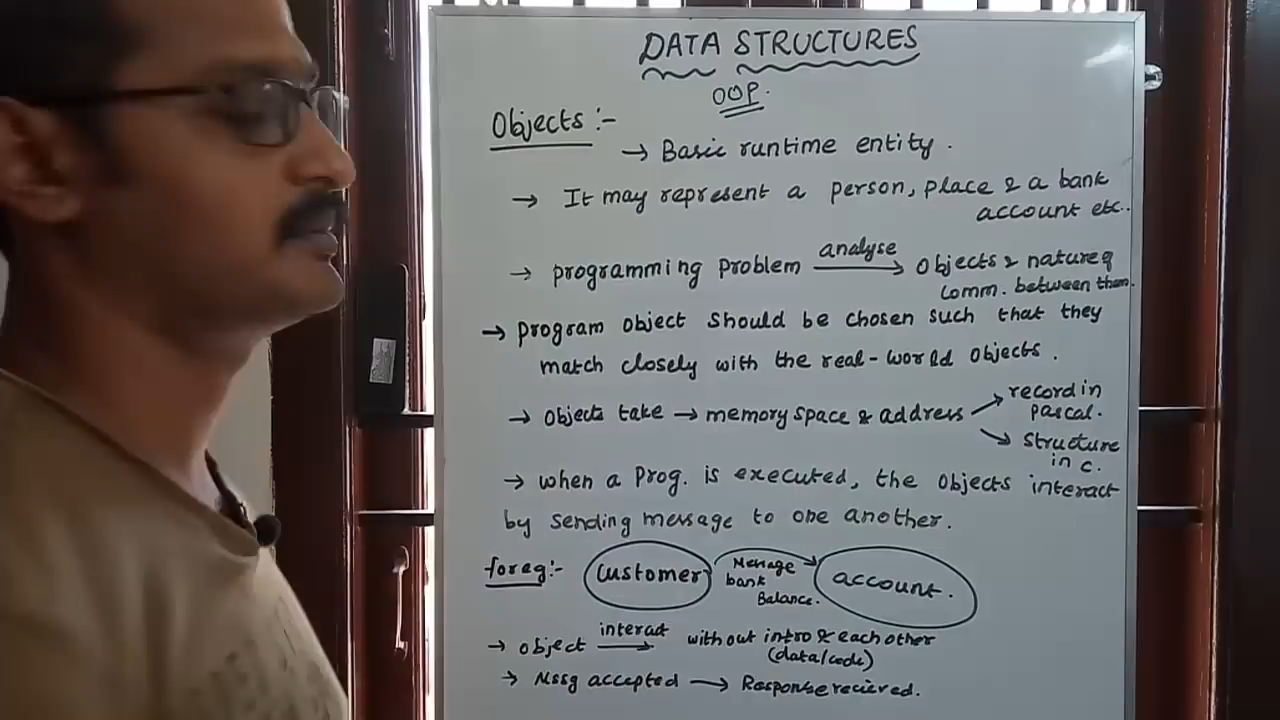 DATA STRUCTURES
OOP.
Objects :-
→ Basic runtime entity.
→ It may represent a person, place & a bank
account etc..
→ programming problem analyse → Objects & nature of
Comm. between them.
→ program object should be chosen such that they
match closely with the real-world objects.
→ Objects take → memory space & address → record in
pascal.
→ structure
in c.
→ when a prog. is executed, the objects interact
by sending message to one another.
for eg:- Customer Message → account.
bank
Balance.
→ object interact → without intro of each other
(data/code)
→ Mssg accepted → Response recieved.